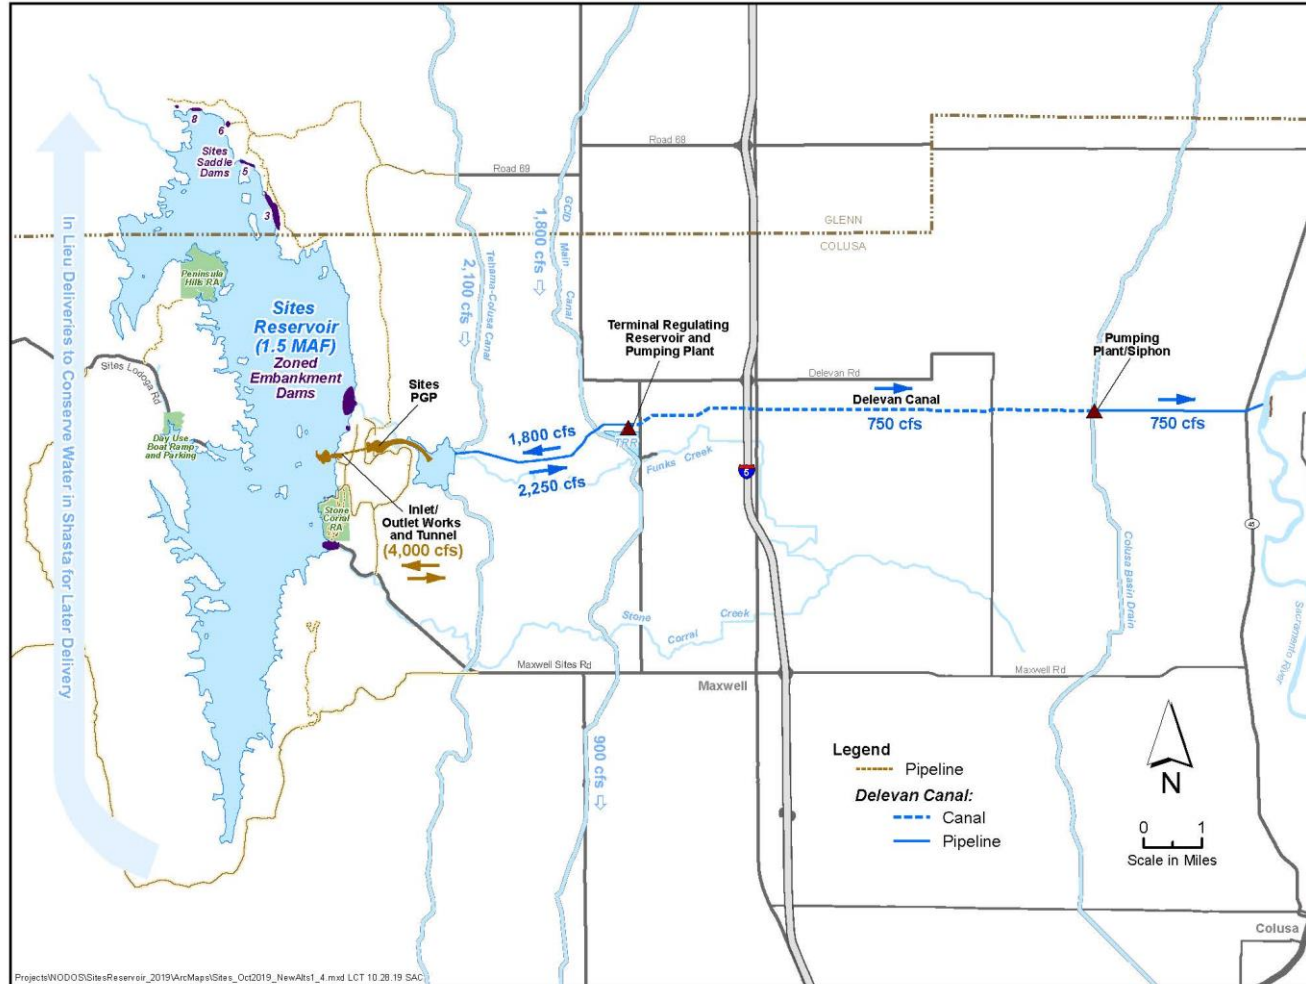 8
6
Sites
Saddle
Dams
5
3
Road 68
Road 69
GLENN
COLUSA
GCID Main Canal
1,800 cfs
Tehama-Colusa Canal
2,100 cfs
In Lieu Deliveries to Conserve Water in Shasta for Later Delivery
Peninsula
Hills RA
Sites
Reservoir
(1.5 MAF)
Zoned
Embankment
Dams
Sites Lodoga Rd
Sites
PGP
Terminal Regulating
Reservoir and
Pumping Plant
Pumping
Plant/Siphon
Delevan Rd
Delevan Canal
750 cfs
750 cfs
Day Use
Boat Ramp
and Parking
1,800 cfs
2,250 cfs
TRR
Funks Creek
5
Stone
Corral
RA
Inlet/
Outlet Works
and Tunnel
(4,000 cfs)
45
Colusa Basin Drain
Sacramento River
Stone Corral Creek
Maxwell Sites Rd
Maxwell Rd
Maxwell
900 cfs
Legend
Pipeline
Delevan Canal:
Canal
Pipeline
N
0 1
Scale in Miles
Colusa
Projects\NODOS\SitesReservoir_2019\ArcMaps\Sites_Oct2019_NewAlts1_4.mxd LCT 10.28.19 SAC